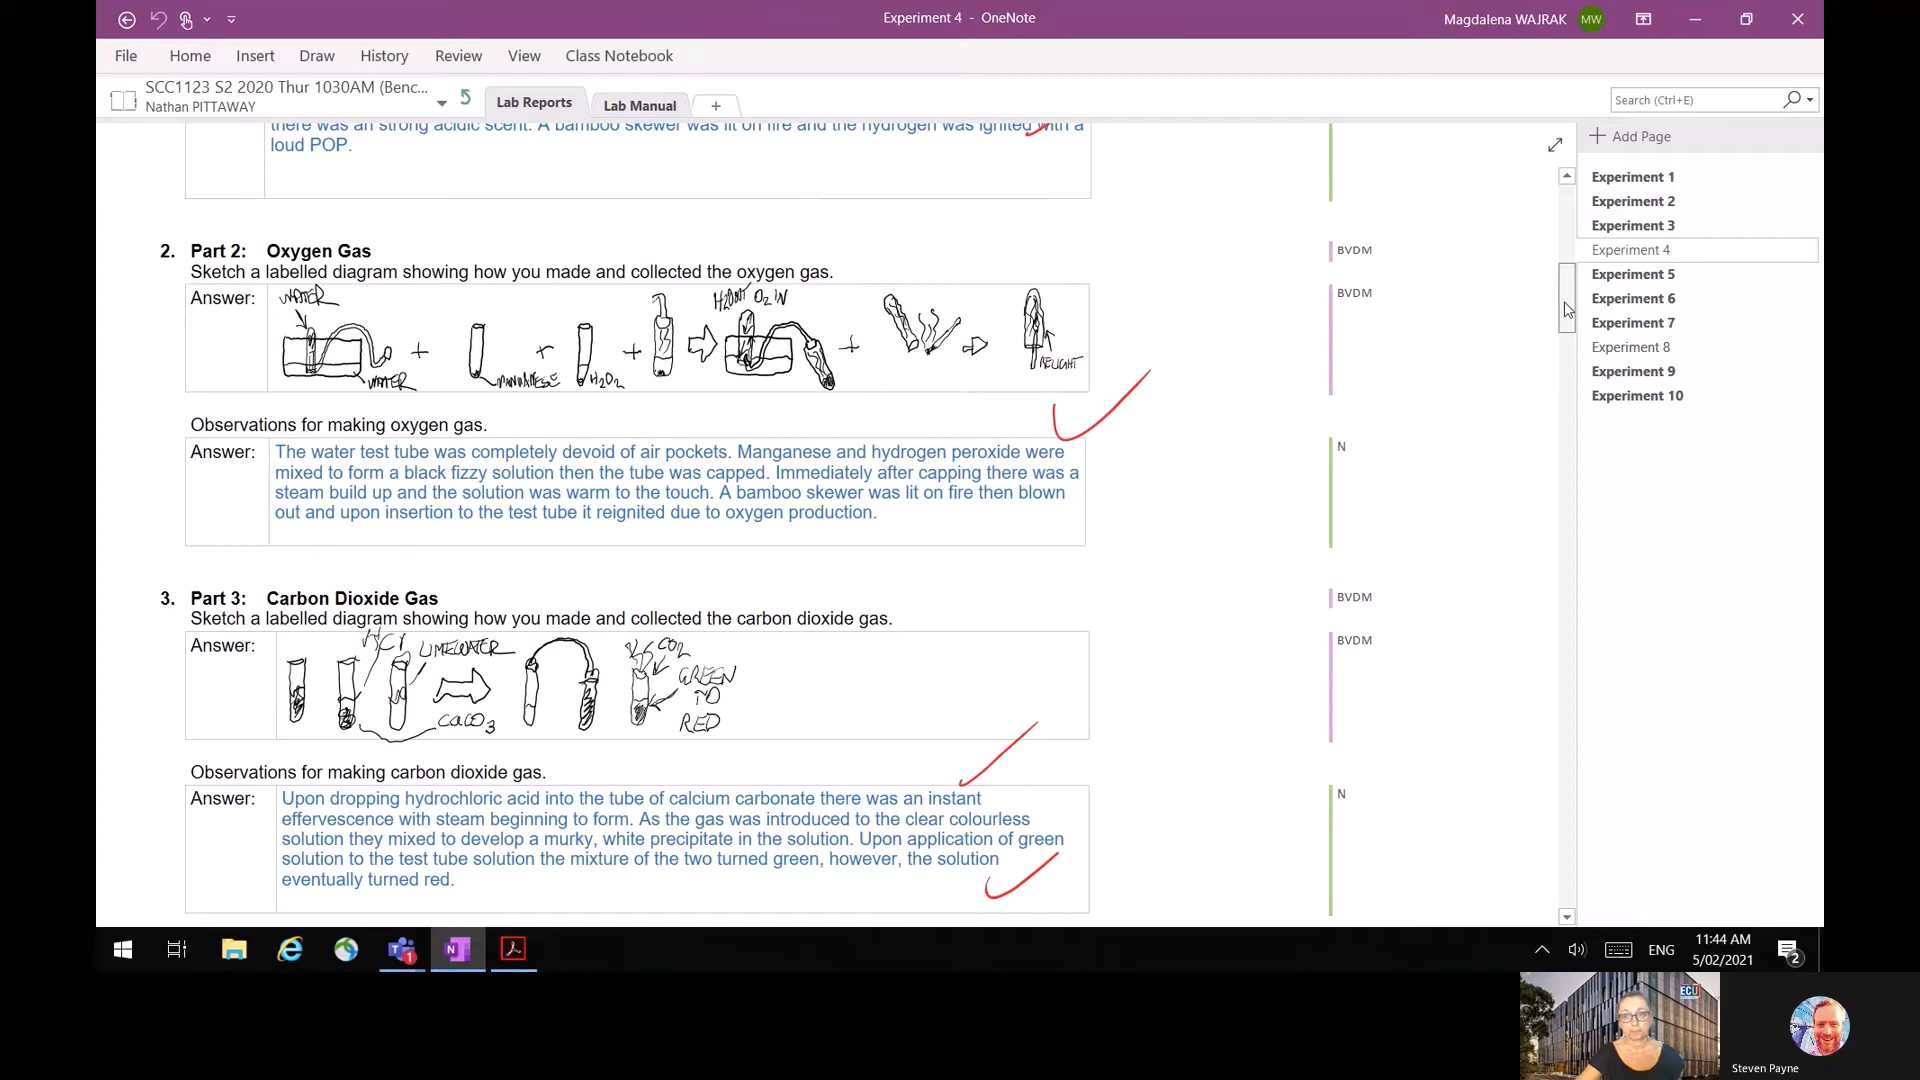 Experiment 4 - OneNote
Magdalena WAJRAK MW
File Home Insert Draw History Review View Class Notebook
SCC1123 S2 2020 Thur 1030AM (Benc...
Nathan PITTAWAY
Lab Reports Lab Manual +
Search (Ctrl+E)
Add Page
Experiment 1
Experiment 2
Experiment 3
Experiment 4
Experiment 5
Experiment 6
Experiment 7
Experiment 8
Experiment 9
Experiment 10
there was an strong acidic scent. A bamboo skewer was lit on fire and the hydrogen was ignited with a
loud POP.
2. Part 2: Oxygen Gas
BVDM
Sketch a labelled diagram showing how you made and collected the oxygen gas.
Answer:
BVDM
WATER
H2O OUT O2 IN
+ + + +
WATER
MANGANESE
H2O2
RELIGHT
Observations for making oxygen gas.
Answer: The water test tube was completely devoid of air pockets. Manganese and hydrogen peroxide were
N
mixed to form a black fizzy solution then the tube was capped. Immediately after capping there was a
steam build up and the solution was warm to the touch. A bamboo skewer was lit on fire then blown
out and upon insertion to the test tube it reignited due to oxygen production.
3. Part 3: Carbon Dioxide Gas
BVDM
Sketch a labelled diagram showing how you made and collected the carbon dioxide gas.
Answer:
BVDM
HCl
LIMEWATER
CO2
GREEN
TO
RED
CaCO3
Observations for making carbon dioxide gas.
Answer: Upon dropping hydrochloric acid into the tube of calcium carbonate there was an instant
N
effervescence with steam beginning to form. As the gas was introduced to the clear colourless
solution they mixed to develop a murky, white precipitate in the solution. Upon application of green
solution to the test tube solution the mixture of the two turned green, however, the solution
eventually turned red.
1
ENG
11:44 AM
5/02/2021
2
ECU
Steven Payne